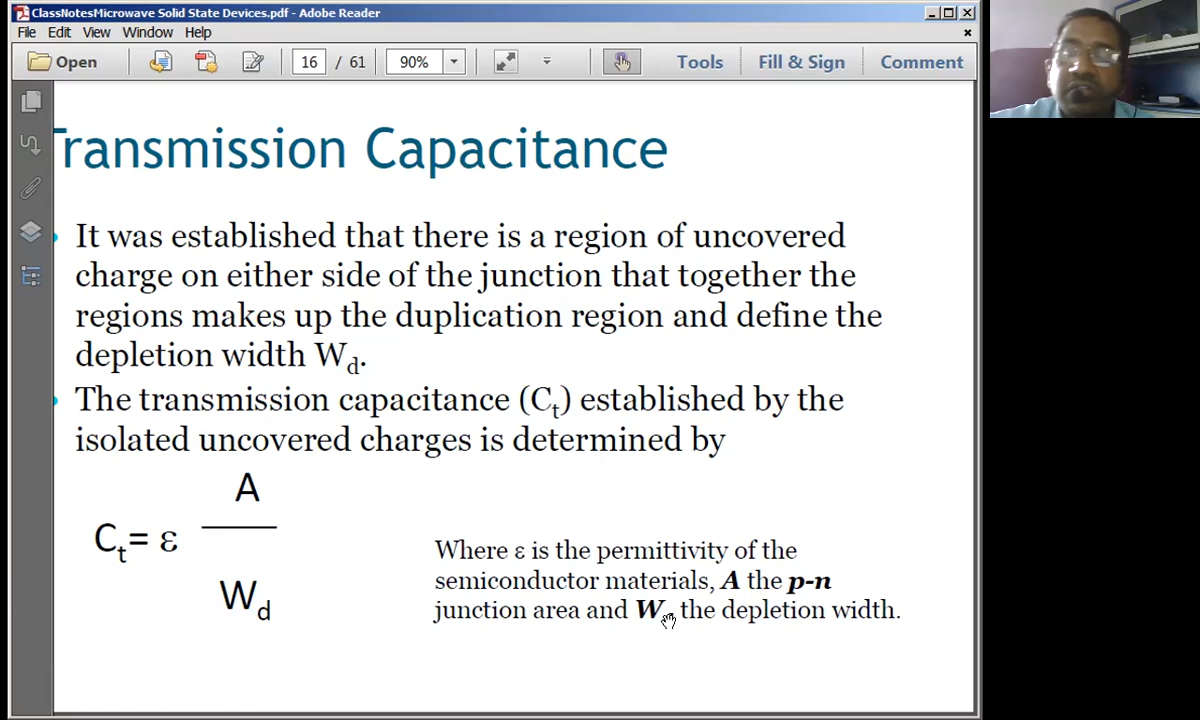 ClassNotesMicrowave Solid State Devices.pdf - Adobe Reader
File Edit View Window Help
Open 16 / 61 90% Tools Fill & Sign Comment
Transmission Capacitance
It was established that there is a region of uncovered
charge on either side of the junction that together the
regions makes up the duplication region and define the
depletion width Wd.
The transmission capacitance (Ct) established by the
isolated uncovered charges is determined by
A
Ct= ε
Wd
Where ε is the permittivity of the
semiconductor materials, A the p-n
junction area and Wd the depletion width.